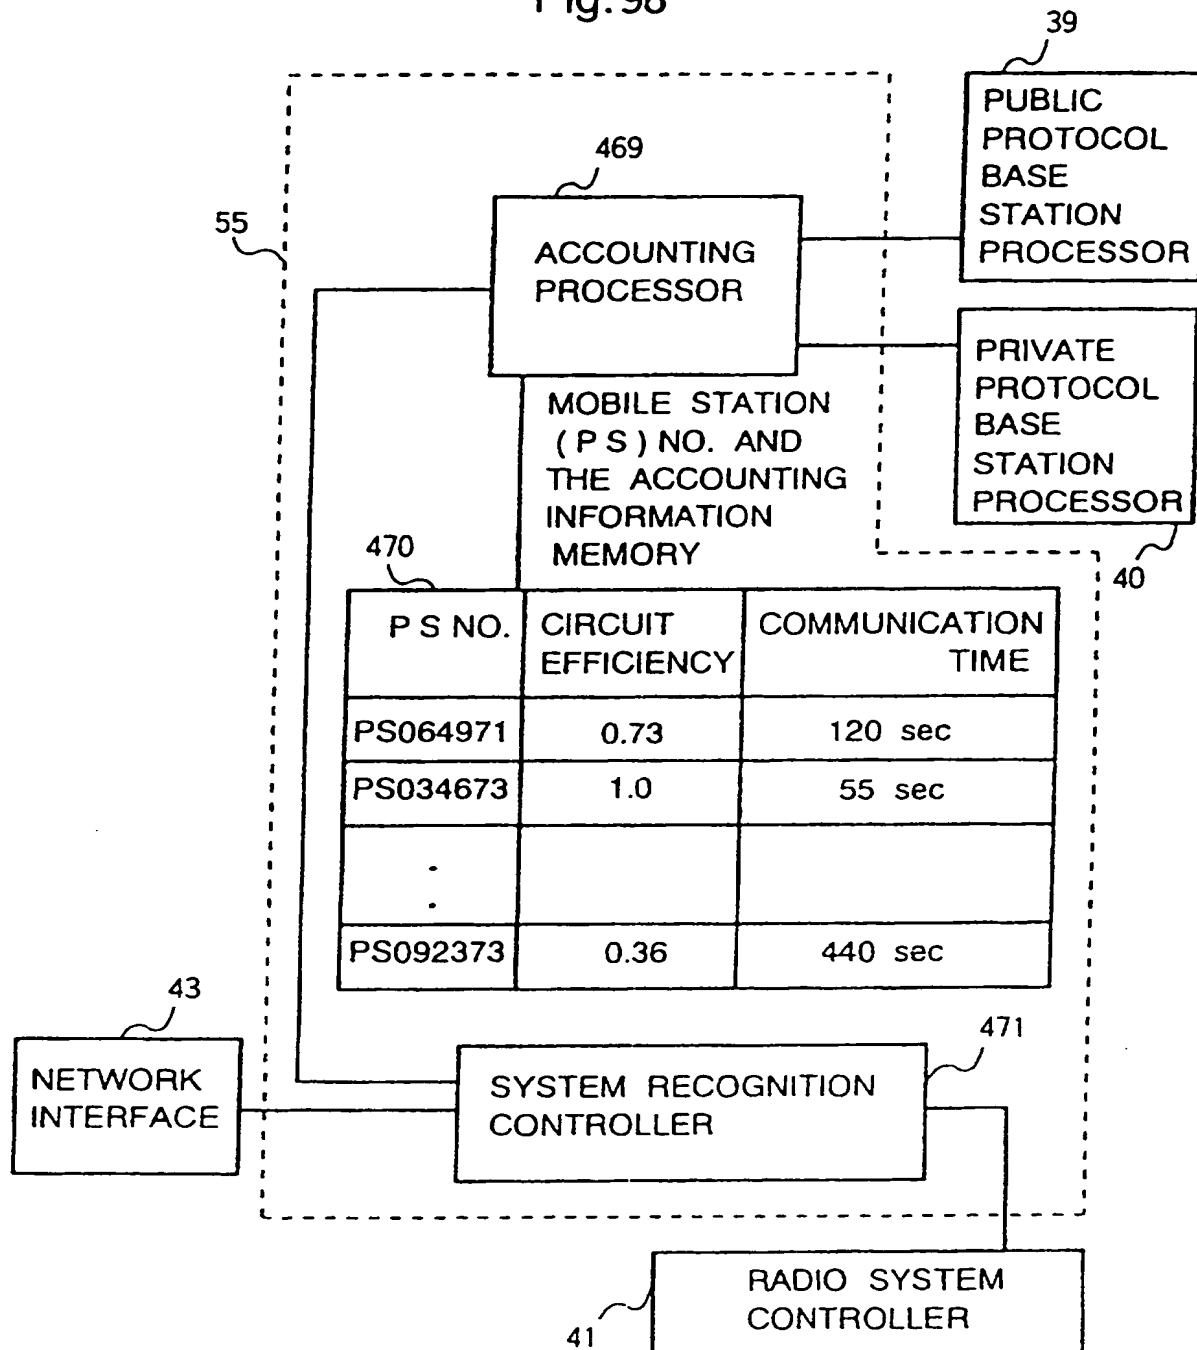 Fig. 98
39
PUBLIC
PROTOCOL
BASE
STATION
PROCESSOR
469
55
ACCOUNTING
PROCESSOR
PRIVATE
PROTOCOL
BASE
STATION
PROCESSOR
40
MOBILE STATION
(PS) NO. AND
THE ACCOUNTING
INFORMATION
MEMORY
470
PS NO. CIRCUIT EFFICIENCY COMMUNICATION TIME
PS064971 0.73 120 sec
PS034673 1.0 55 sec
PS092373 0.36 440 sec
43
NETWORK
INTERFACE
471
SYSTEM RECOGNITION
CONTROLLER
RADIO SYSTEM
CONTROLLER
41